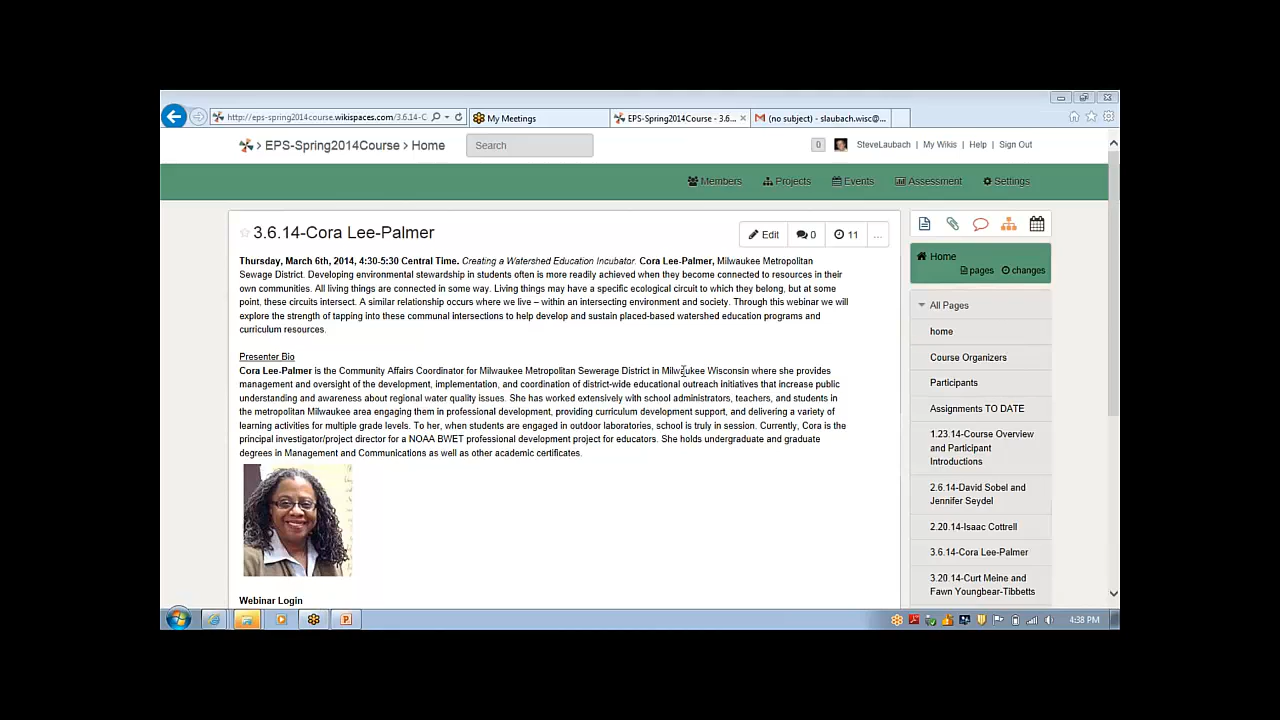 http://eps-spring2014course.wikispaces.com/3.6.14-C
My Meetings
EPS-Spring2014Course - 3.6...
(no subject) - slaubach.wisc@...
> EPS-Spring2014Course > Home
Search
0
SteveLaubach | My Wikis | Help | Sign Out
Members Projects Events Assessment Settings
3.6.14-Cora Lee-Palmer
Edit
0
11
...
Thursday, March 6th, 2014, 4:30-5:30 Central Time. Creating a Watershed Education Incubator. Cora Lee-Palmer, Milwaukee Metropolitan
Sewerage District. Developing environmental stewardship in students often is more readily achieved when they become connected to resources in their
own communities. All living things are connected in some way. Living things may have a specific ecological circuit to which they belong, but at some
point, these circuits intersect. A similar relationship occurs where we live – within an intersecting environment and society. Through this webinar we will
explore the strength of tapping into these communal intersections to help develop and sustain placed-based watershed education programs and
curriculum resources.
Presenter Bio
Cora Lee-Palmer is the Community Affairs Coordinator for Milwaukee Metropolitan Sewerage District in Milwaukee Wisconsin where she provides
management and oversight of the development, implementation, and coordination of district-wide educational outreach initiatives that increase public
understanding and awareness about regional water quality issues. She has worked extensively with school administrators, teachers, and students in
the metropolitan Milwaukee area engaging them in professional development, providing curriculum development support, and delivering a variety of
learning activities for multiple grade levels. To her, when students are engaged in outdoor laboratories, school is truly in session. Currently, Cora is the
principal investigator/project director for a NOAA BWET professional development project for educators. She holds undergraduate and graduate
degrees in Management and Communications as well as other academic certificates.
Webinar Login
Home
pages changes
All Pages
home
Course Organizers
Participants
Assignments TO DATE
1.23.14-Course Overview
and Participant
Introductions
2.6.14-David Sobel and
Jennifer Seydel
2.20.14-Isaac Cottrell
3.6.14-Cora Lee-Palmer
3.20.14-Curt Meine and
Fawn Youngbear-Tibbetts
4:38 PM